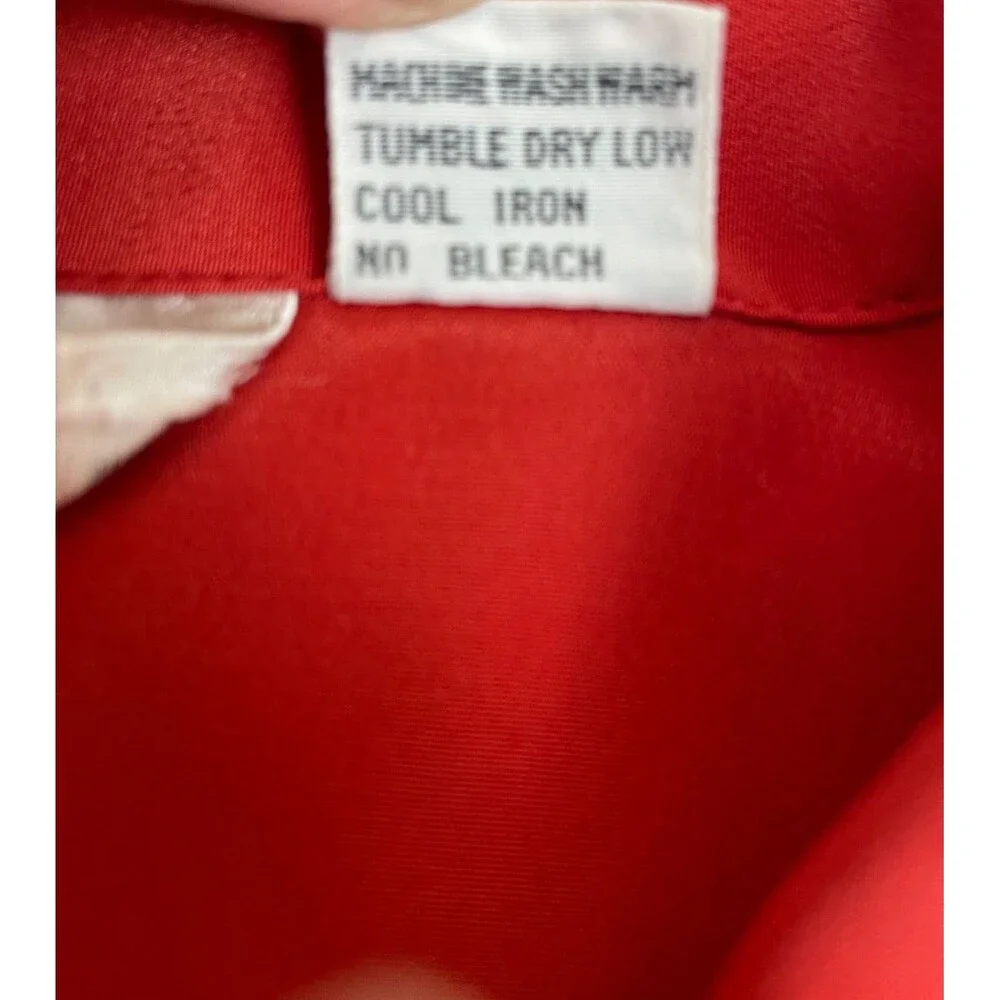 MACHINE WASH WARM
TUMBLE DRY LOW
COOL IRON
NO BLEACH